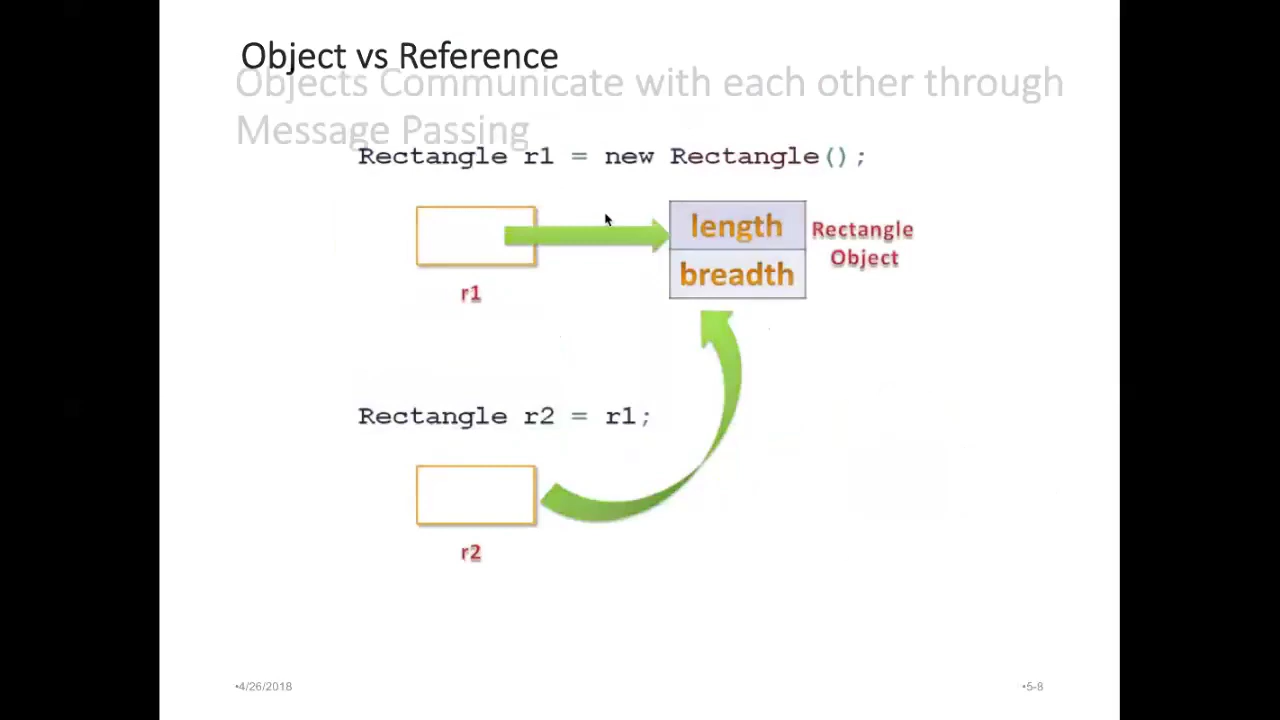 Object vs Reference
Objects Communicate with each other through
Message Passing
Rectangle r1 = new Rectangle();
length
breadth
Rectangle
Object
r1
Rectangle r2 = r1;
r2
•4/26/2018
•5-8